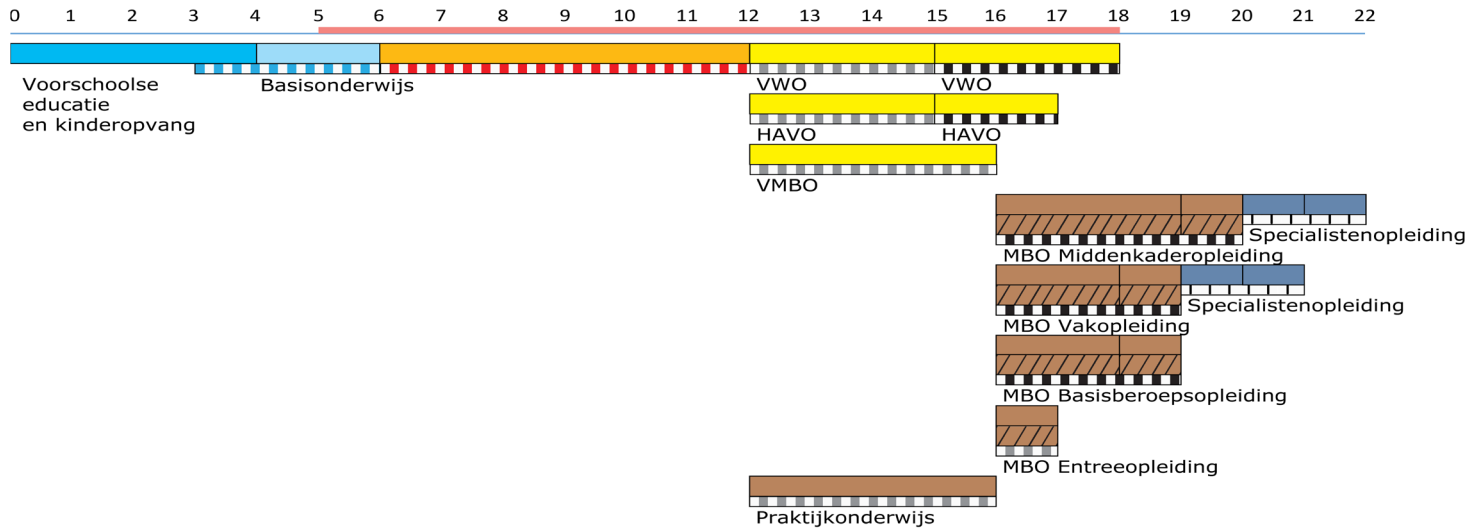 0 1 2 3 4 5 6 7 8 9 10 11 12 13 14 15 16 17 18 19 20 21 22
Voorschoolse
educatie
en kinderopvang
Basisonderwijs
VWO
VWO
HAVO
HAVO
VMBO
Specialistenopleiding
MBO Middenkaderopleiding
Specialistenopleiding
MBO Vakopleiding
MBO Basisberoepsopleiding
MBO Entreeopleiding
Praktijkonderwijs